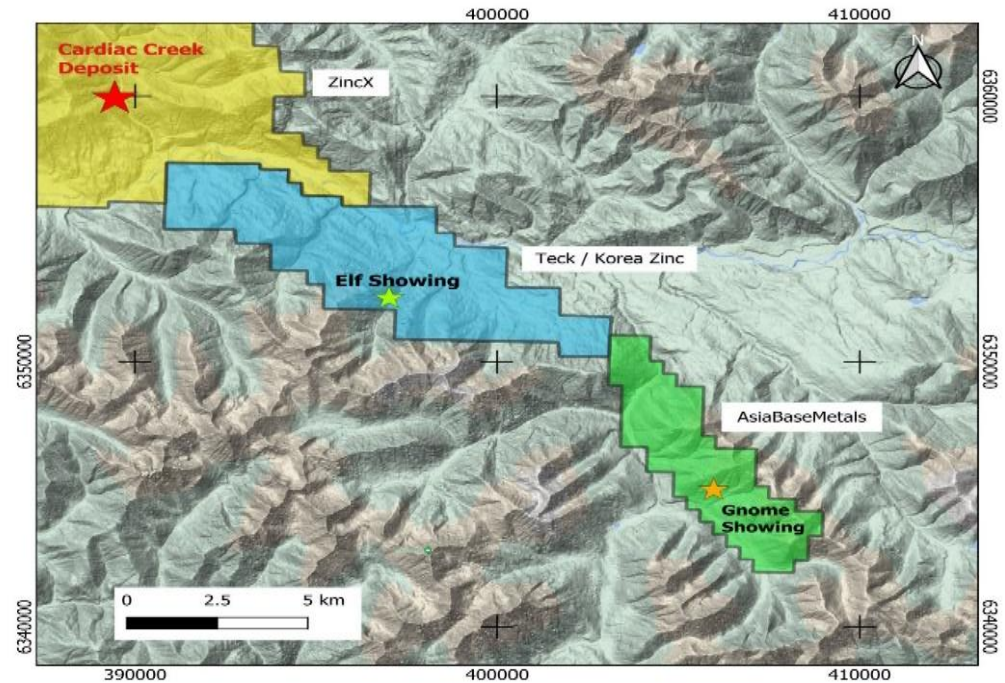 400000
410000
Cardiac Creek
Deposit
ZincX
N
6360000
6360000
Teck / Korea Zinc
Elf Showing
6350000
6350000
AsiaBaseMetals
Gnome
Showing
0 2.5 5 km
6340000
6340000
390000
400000
410000